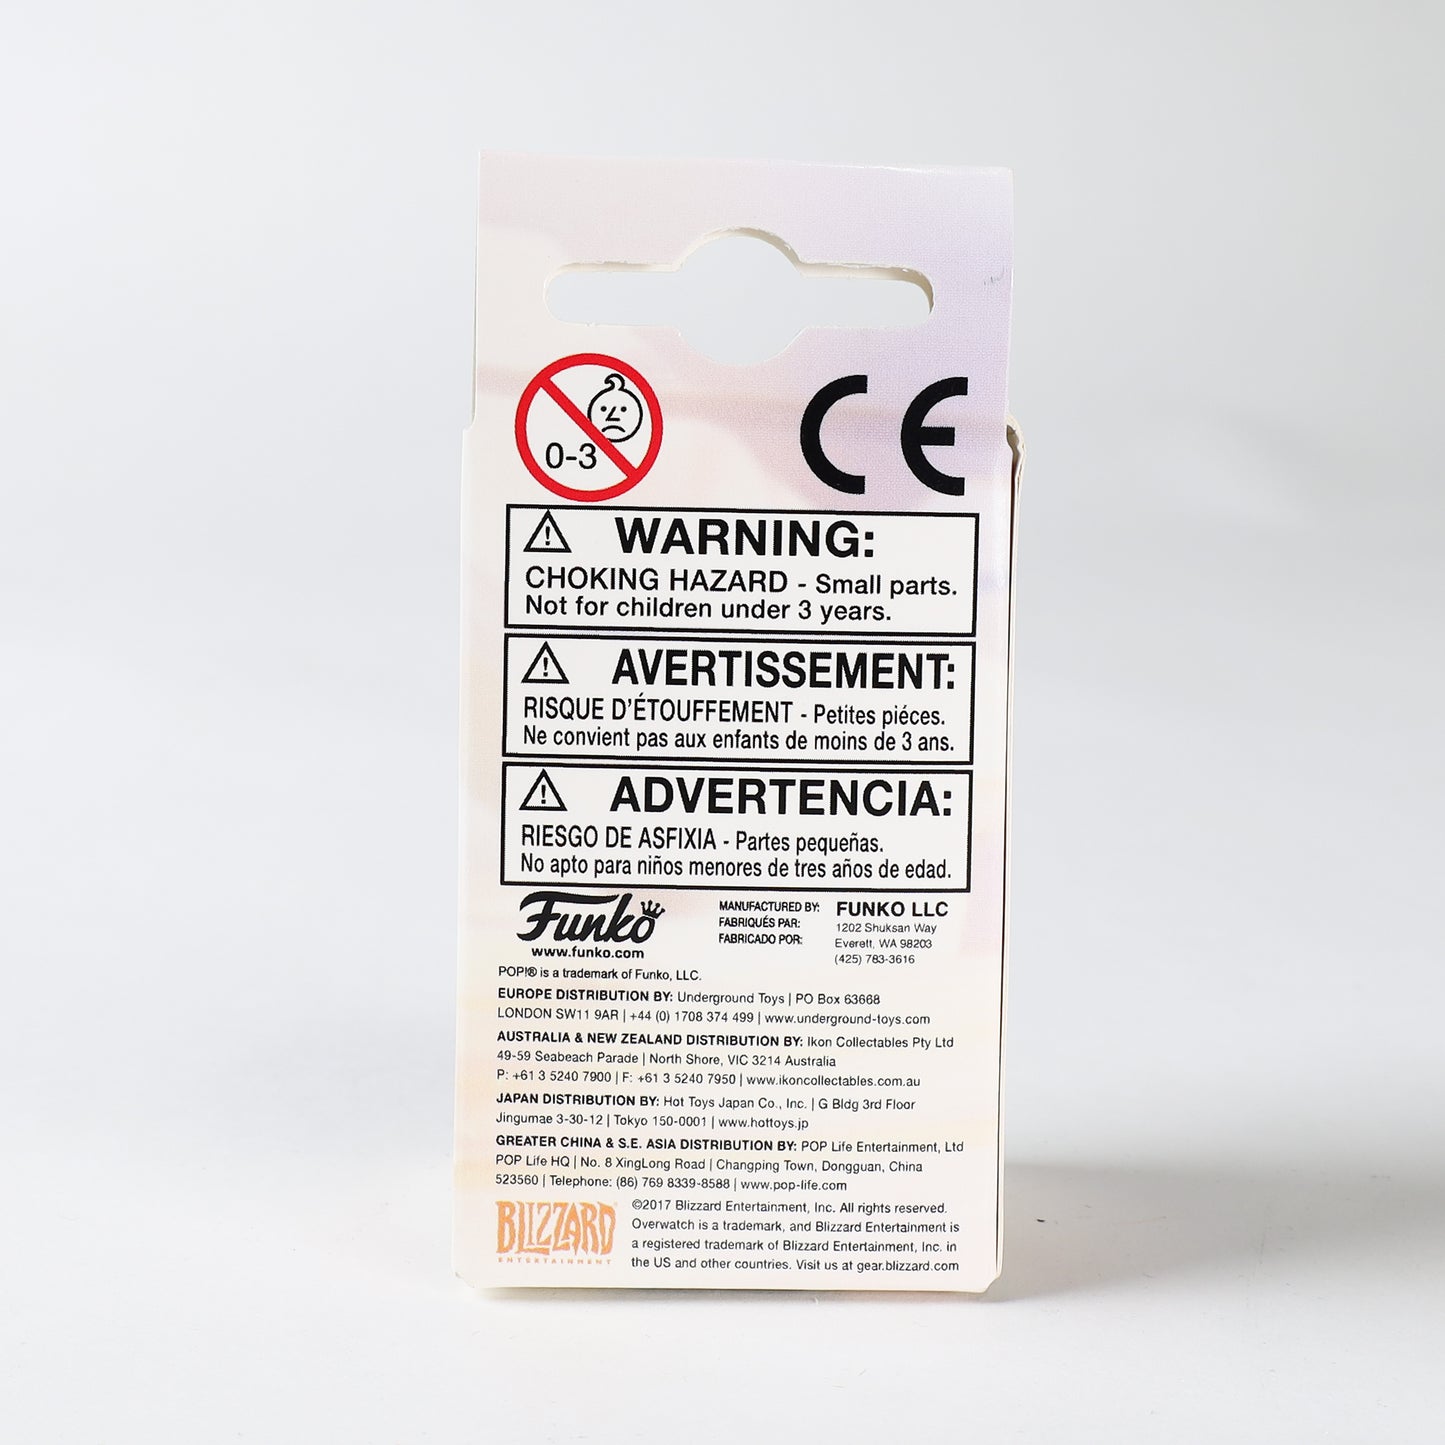 0-3
CE
WARNING:
CHOKING HAZARD - Small parts.
Not for children under 3 years.
AVERTISSEMENT:
RISQUE D'ÉTOUFFEMENT - Petites piéces.
Ne convient pas aux enfants de moins de 3 ans.
ADVERTENCIA:
RIESGO DE ASFIXIA - Partes pequeñas.
No apto para niños menores de tres años de edad.
Funko
www.funko.com
MANUFACTURED BY:
FABRIQUÉS PAR:
FABRICADO POR:
FUNKO LLC
1202 Shuksan Way
Everett, WA 98203
(425) 783-3616
POP!® is a trademark of Funko, LLC.
EUROPE DISTRIBUTION BY: Underground Toys | PO Box 63668
LONDON SW11 9AR | +44 (0) 1708 374 499 | www.underground-toys.com
AUSTRALIA & NEW ZEALAND DISTRIBUTION BY: Ikon Collectables Pty Ltd
49-59 Seabeach Parade | North Shore, VIC 3214 Australia
P: +61 3 5240 7900 | F: +61 3 5240 7950 | www.ikoncollectables.com.au
JAPAN DISTRIBUTION BY: Hot Toys Japan Co., Inc. | G Bldg 3rd Floor
Jingumae 3-30-12 | Tokyo 150-0001 | www.hottoys.jp
GREATER CHINA & S.E. ASIA DISTRIBUTION BY: POP Life Entertainment, Ltd
POP Life HQ | No. 8 XingLong Road | Changping Town, Dongguan, China
523560 | Telephone: (86) 769 8339-8588 | www.pop-life.com
BLIZZARD
ENTERTAINMENT
©2017 Blizzard Entertainment, Inc. All rights reserved.
Overwatch is a trademark, and Blizzard Entertainment is
a registered trademark of Blizzard Entertainment, Inc. in
the US and other countries. Visit us at gear.blizzard.com